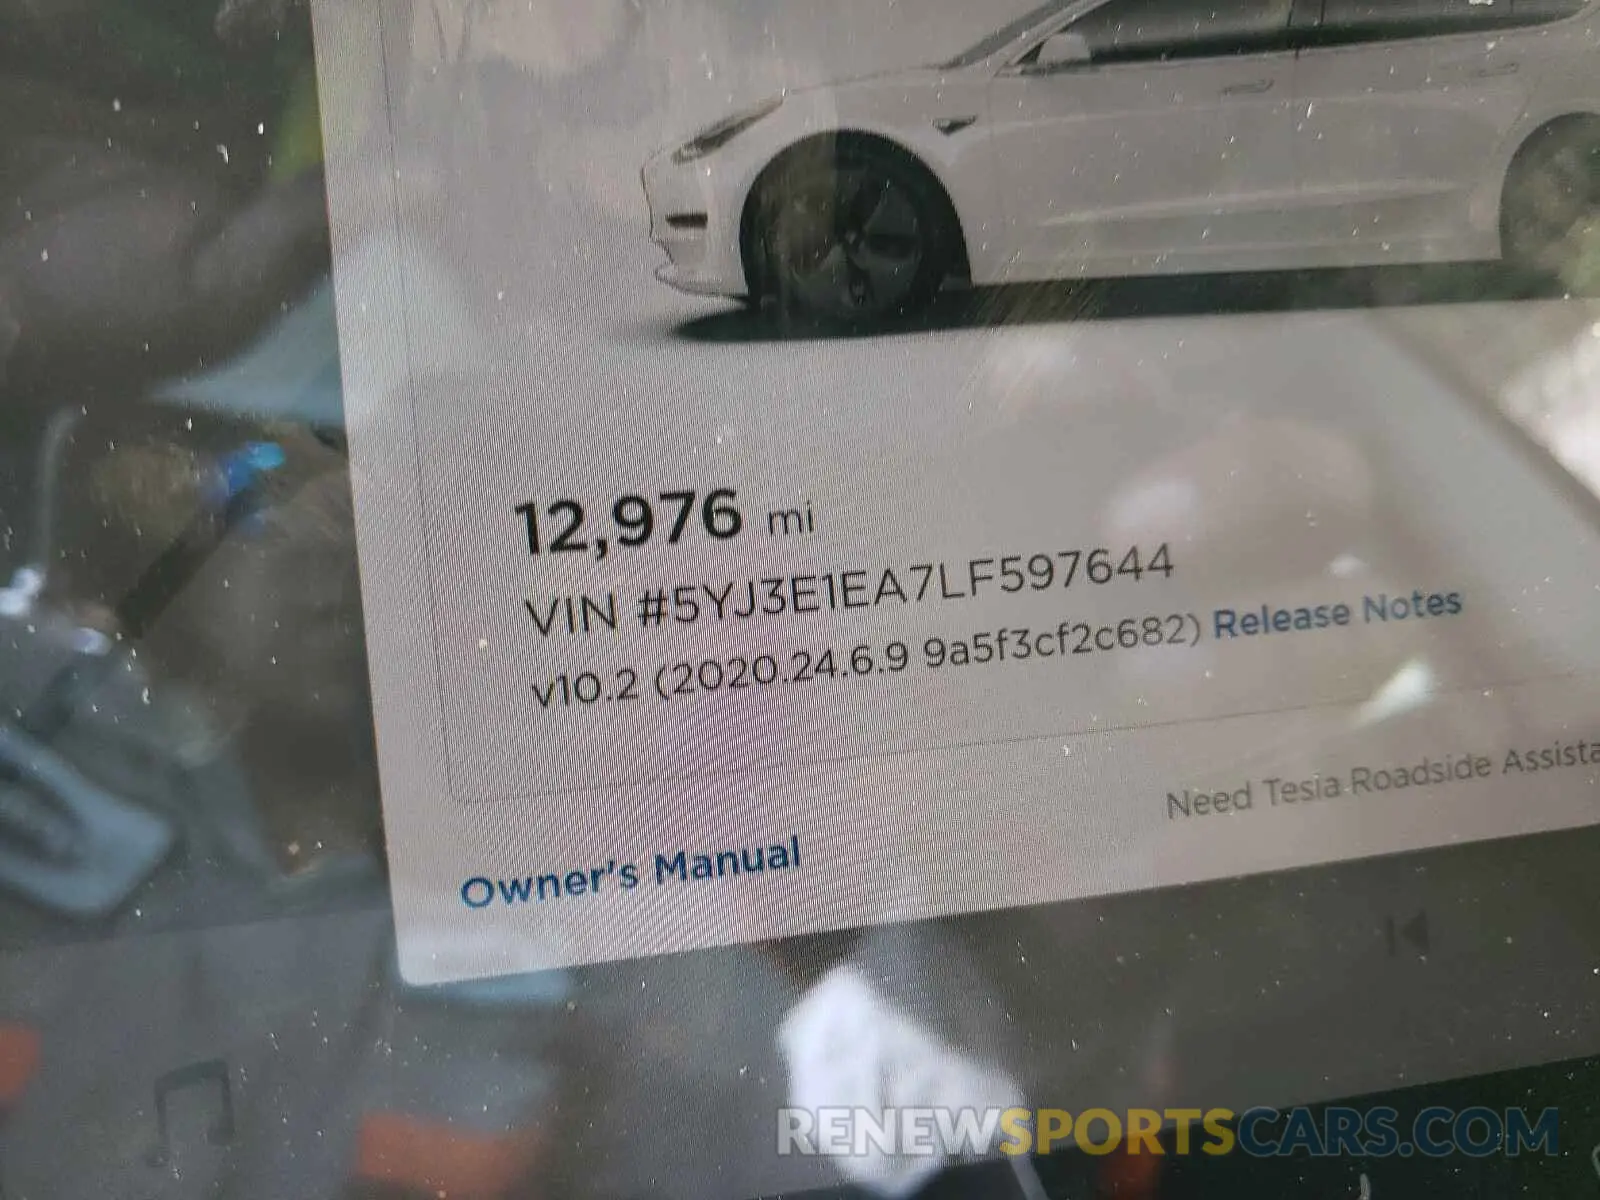 12,976 mi
VIN #5YJ3E1EA7LF597644
v10.2 (2020.24.6.9 9a5f3cf2c682) Release Notes
Need Tesla Roadside Assista
Owner's Manual
RENEWSPORTSCARS.COM